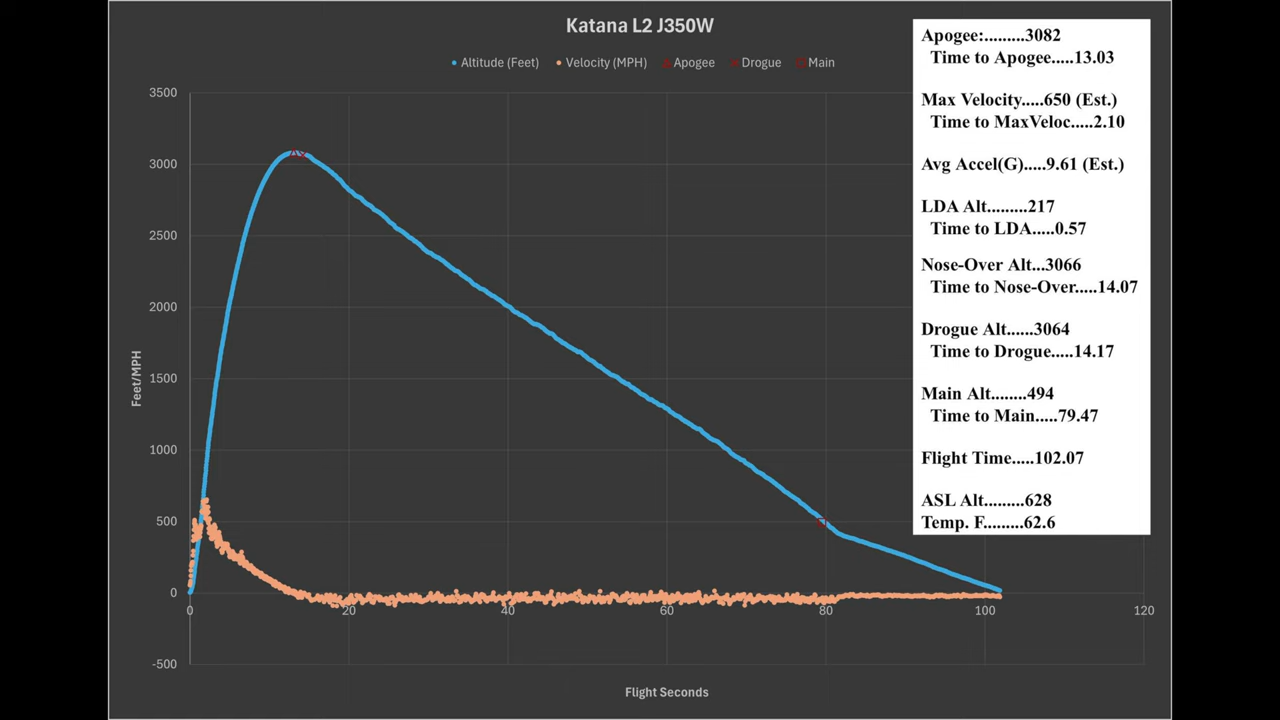 Katana L2 J350W
Altitude (Feet) Velocity (MPH) Apogee Drogue Main
3500
3000
2500
2000
1500
1000
500
0
-500
Feet/MPH
0 20 40 60 80 100 120
Flight Seconds
Apogee:.........3082
Time to Apogee.....13.03
Max Velocity.....650 (Est.)
Time to MaxVeloc.....2.10
Avg Accel(G).....9.61 (Est.)
LDA Alt.........217
Time to LDA.....0.57
Nose-Over Alt...3066
Time to Nose-Over.....14.07
Drogue Alt......3064
Time to Drogue.....14.17
Main Alt........494
Time to Main.....79.47
Flight Time.....102.07
ASL Alt.........628
Temp. F.........62.6